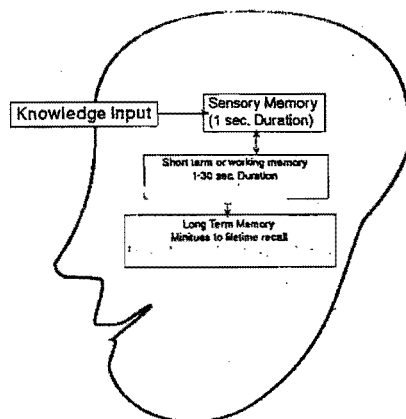 Knowledge Input
Sensory Memory
(1 sec. Duration)
Short term or working memory
1-30 sec. Duration
Long Term Memory
Minitues to lifetime recall